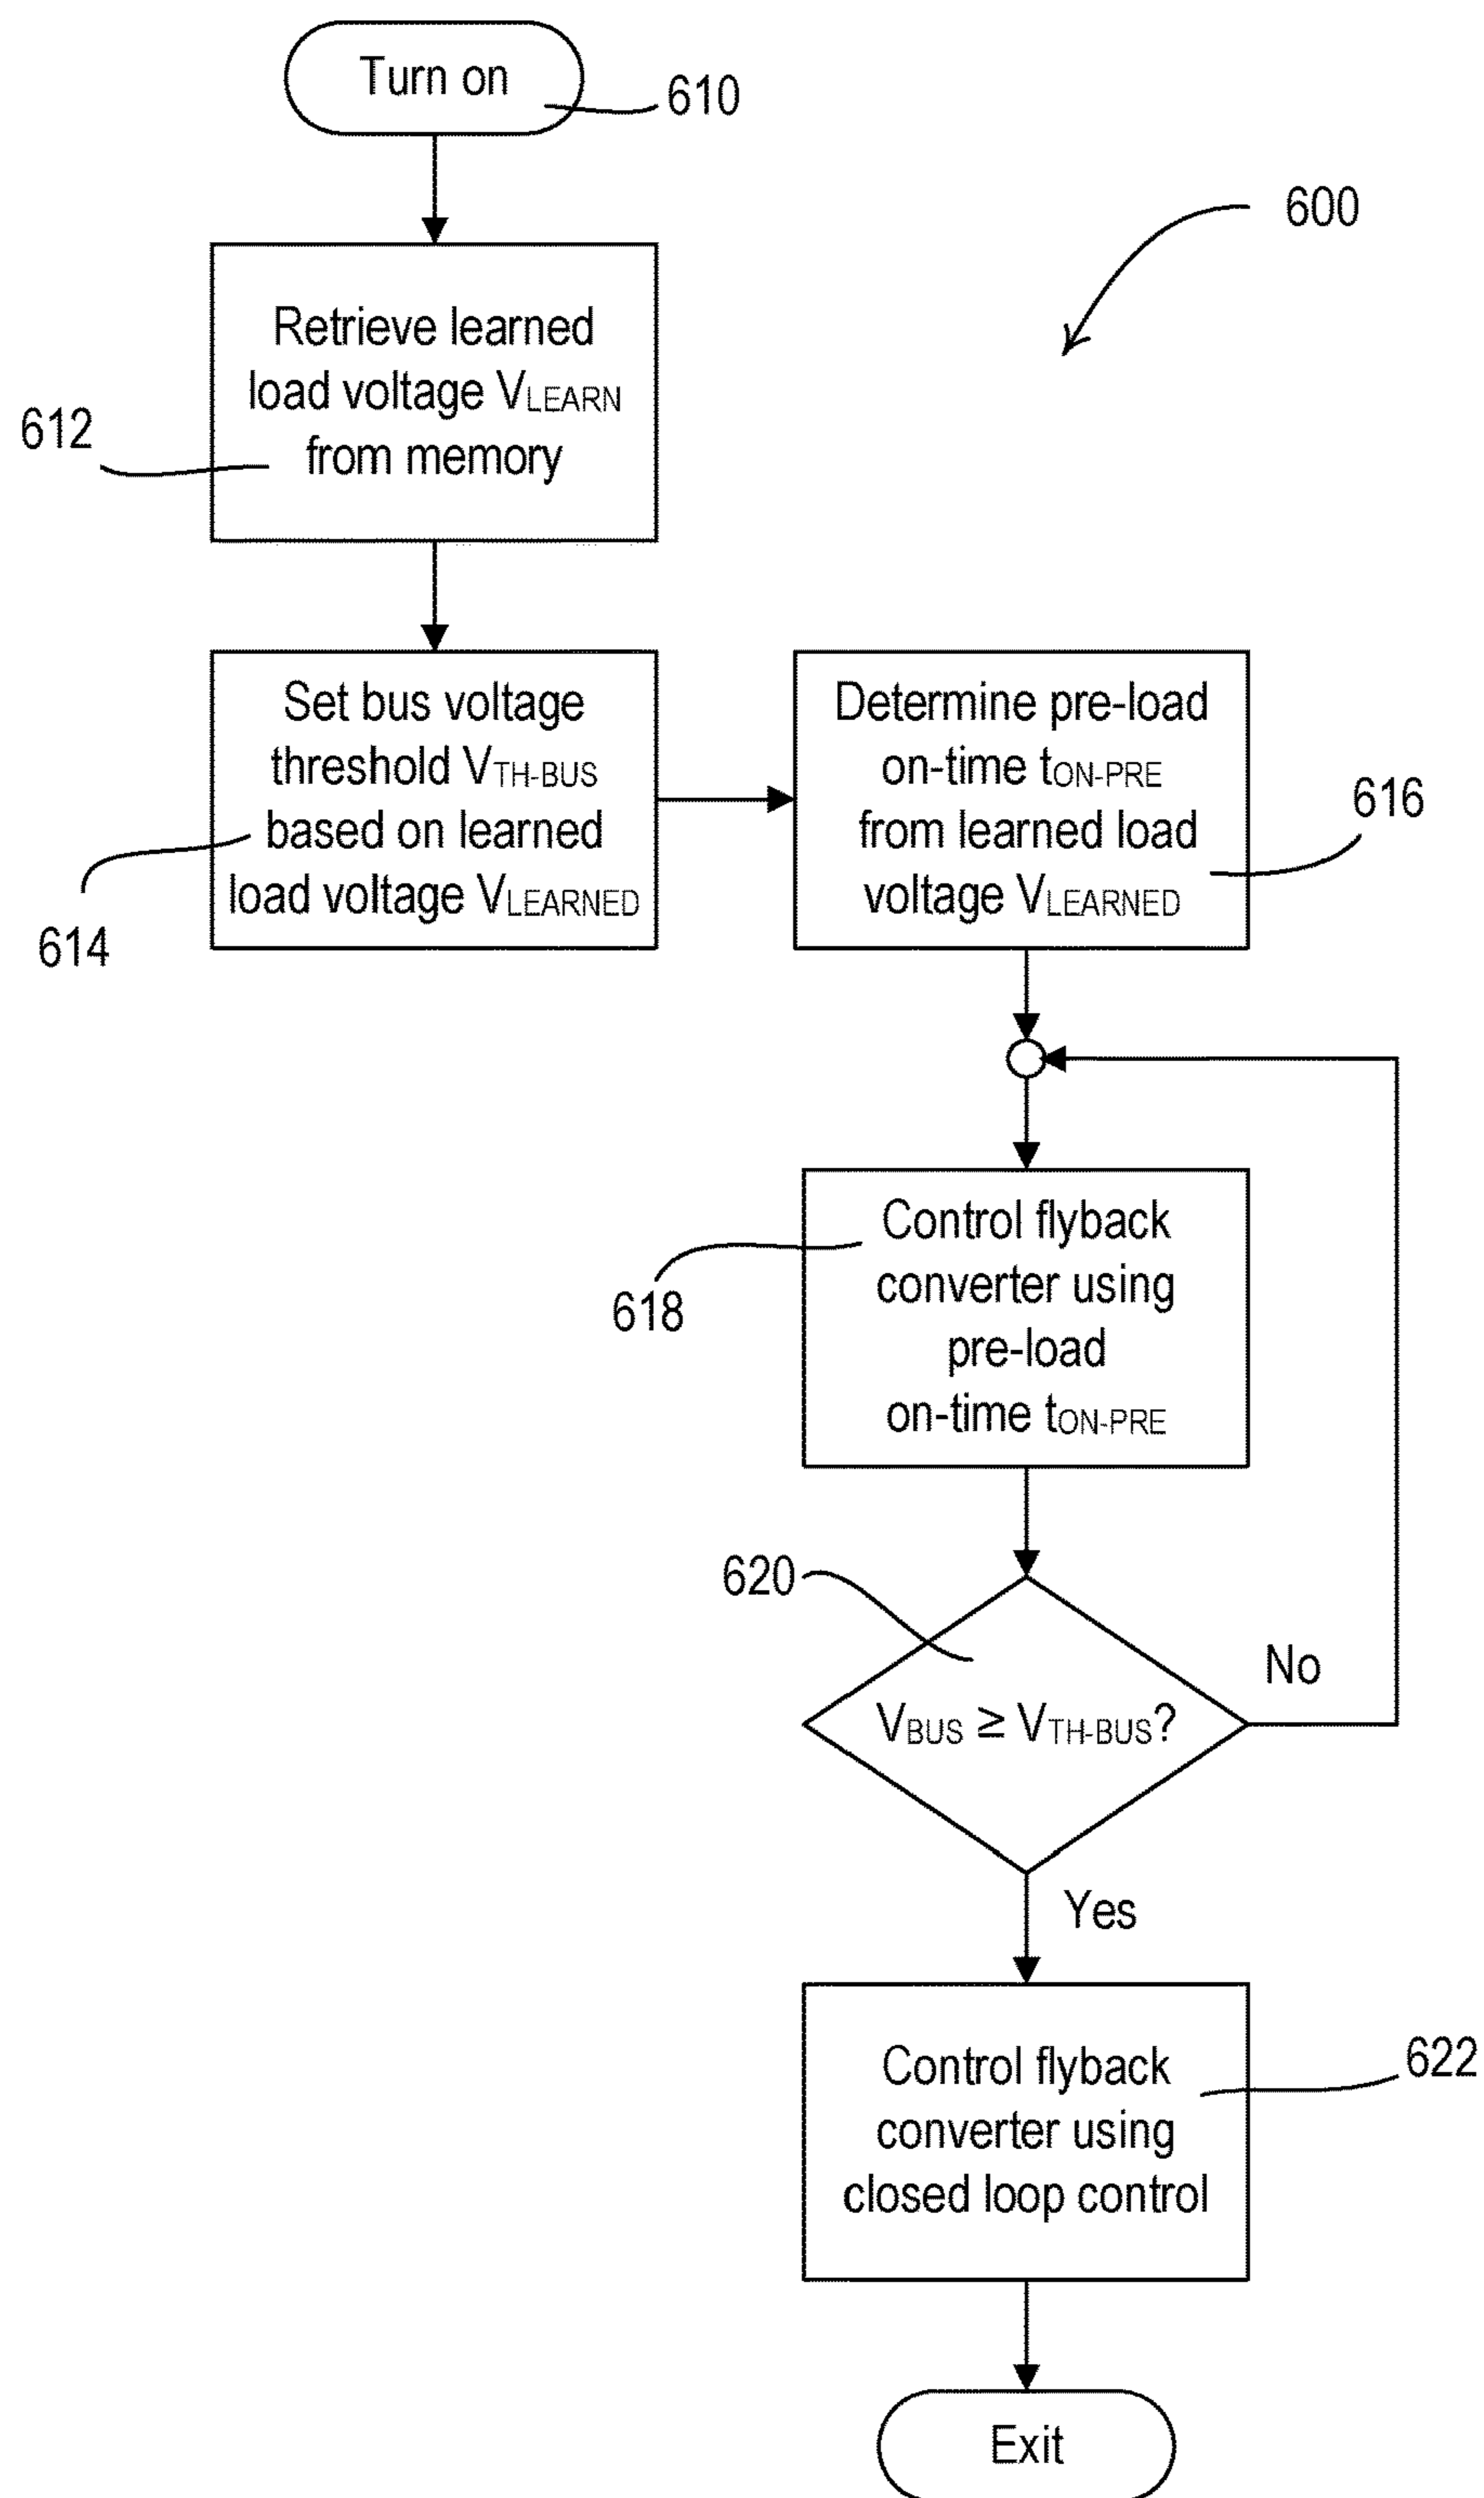 Turn on
610
600
Retrieve learned
load voltage VLEARN
from memory
612
Set bus voltage
threshold VTH-BUS
based on learned
load voltage VLEARNED
614
Determine pre-load
on-time tON-PRE
from learned load
voltage VLEARNED
616
Control flyback
converter using
pre-load
on-time tON-PRE
618
620
VBUS ≥ VTH-BUS?
No
Yes
Control flyback
converter using
closed loop control
622
Exit